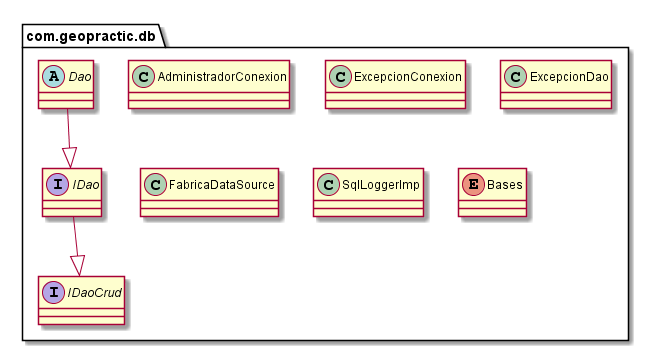 com.geopractic.db
A Dao
C AdministradorConexion
C ExcepcionConexion
C ExcepcionDao
I IDao
C FabricaDataSource
C SqlLoggerImp
E Bases
I IDaoCrud